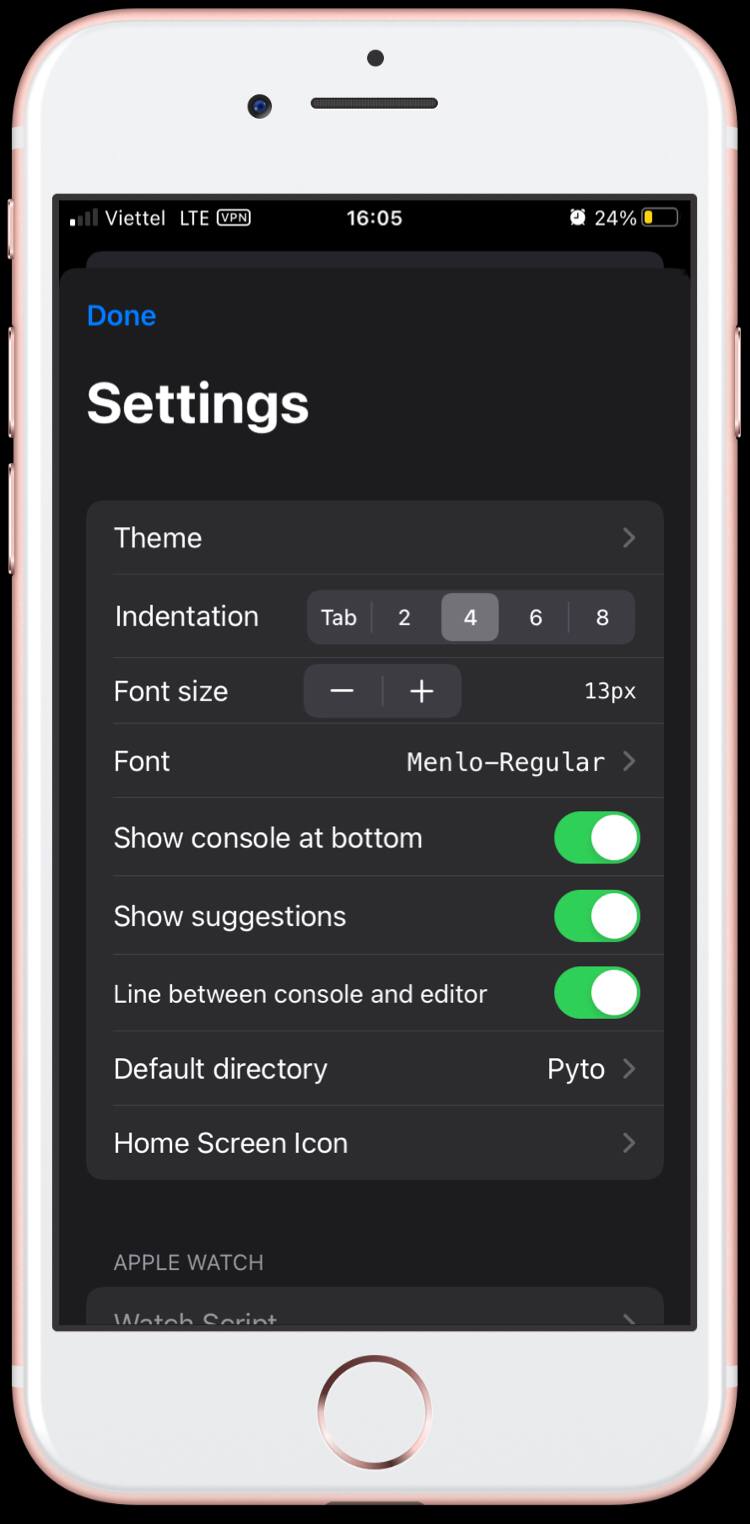 Viettel LTE VPN 16:05 24%
Done
Settings
Theme
Indentation Tab 2 4 6 8
Font size − + 13px
Font Menlo-Regular
Show console at bottom
Show suggestions
Line between console and editor
Default directory Pyto
Home Screen Icon
APPLE WATCH
Watch Script